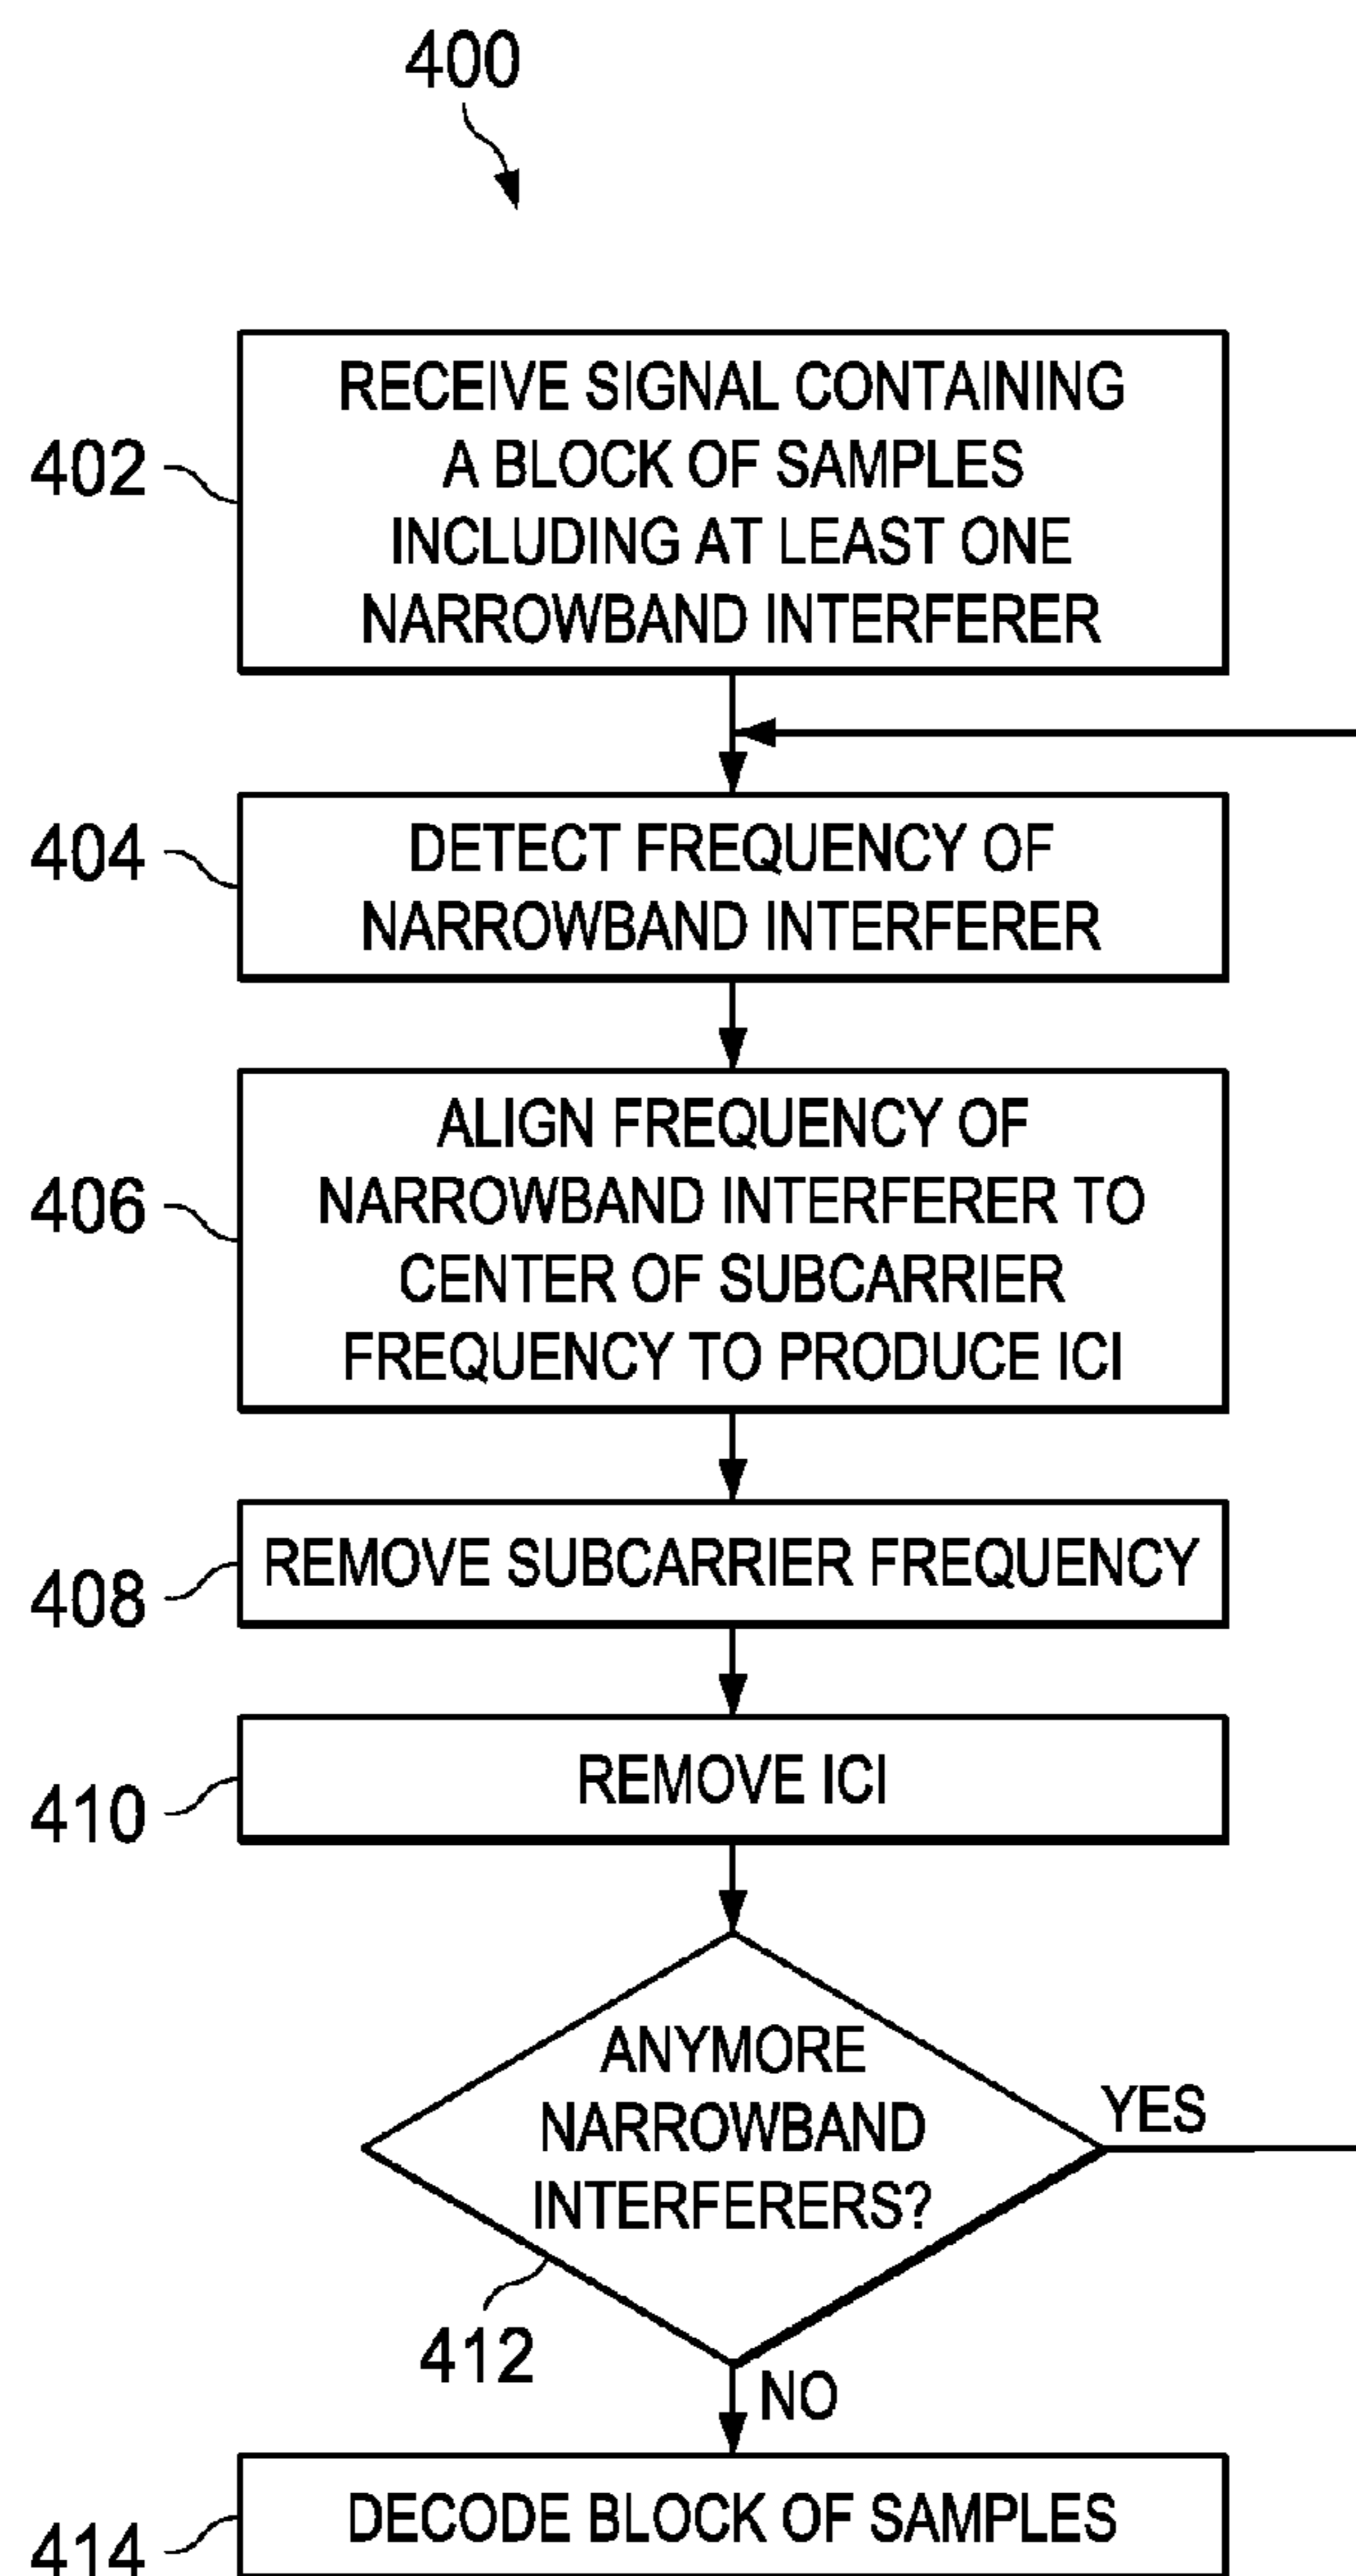 400
402
RECEIVE SIGNAL CONTAINING
A BLOCK OF SAMPLES
INCLUDING AT LEAST ONE
NARROWBAND INTERFERER
404
DETECT FREQUENCY OF
NARROWBAND INTERFERER
406
ALIGN FREQUENCY OF
NARROWBAND INTERFERER TO
CENTER OF SUBCARRIER
FREQUENCY TO PRODUCE ICI
408
REMOVE SUBCARRIER FREQUENCY
410
REMOVE ICI
ANYMORE
NARROWBAND
INTERFERERS?
YES
412
NO
414
DECODE BLOCK OF SAMPLES